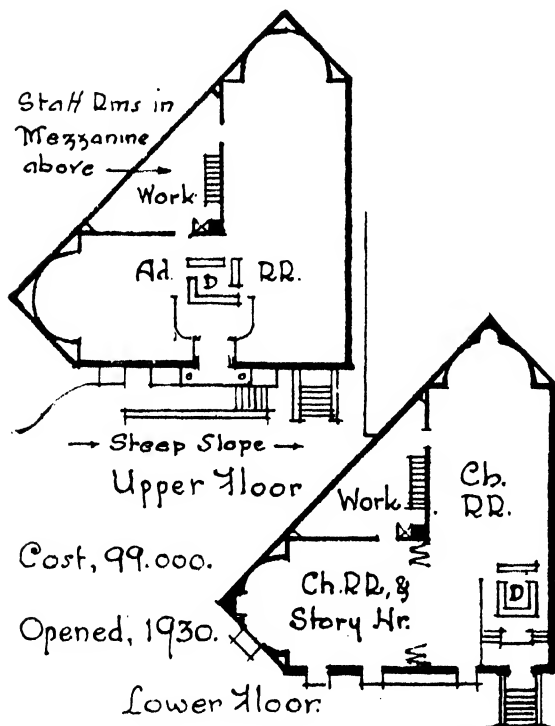 Staff Rms in
Mezzanine
above →
Work
Ad. D RR.
→ Steep Slope →
Upper Floor
Cost, 99.000.
Opened, 1930.
Ch.
RR.
Work
D
Ch. RR, &
Story Hr.
Lower Floor.